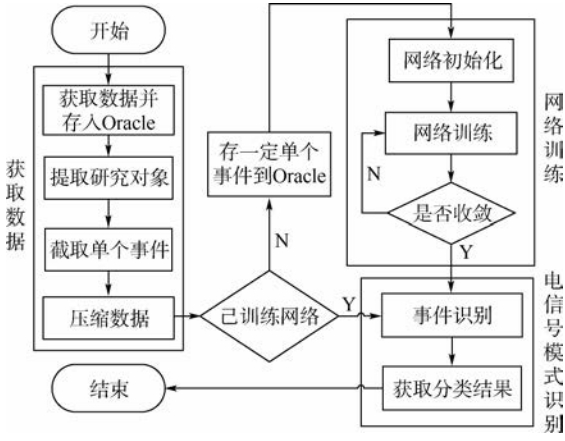 开始
获取数据并
存入Oracle
提取研究对象
截取单个事件
压缩数据
获取数据
己训练网络
N
Y
存一定单个
事件到Oracle
网络初始化
网络训练
N
是否收敛
Y
网络训练
事件识别
获取分类结果
电信号模式识别
结束